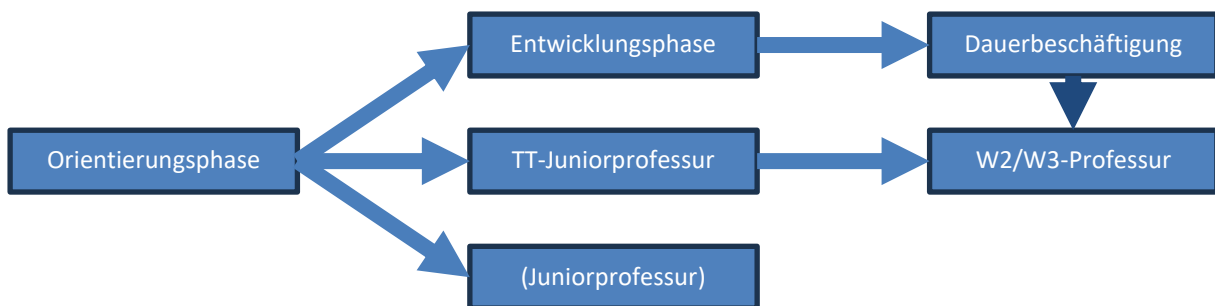 Entwicklungsphase
Dauerbeschäftigung
Orientierungsphase
TT-Juniorprofessur
W2/W3-Professur
(Juniorprofessur)